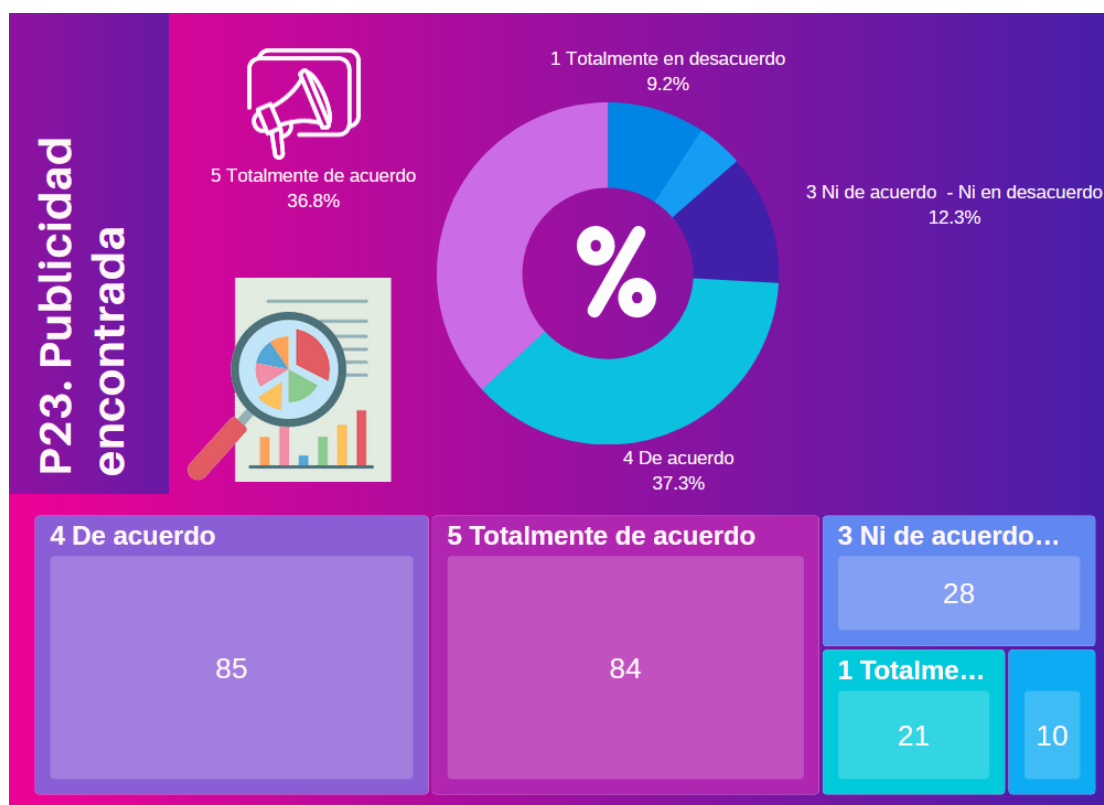 P23. Publicidad
encontrada
1 Totalmente en desacuerdo
9.2%
5 Totalmente de acuerdo
36.8%
3 Ni de acuerdo  - Ni en desacuerdo
12.3%
%
4 De acuerdo
37.3%
4 De acuerdo
85
5 Totalmente de acuerdo
84
3 Ni de acuerdo…
28
1 Totalme…
21
10